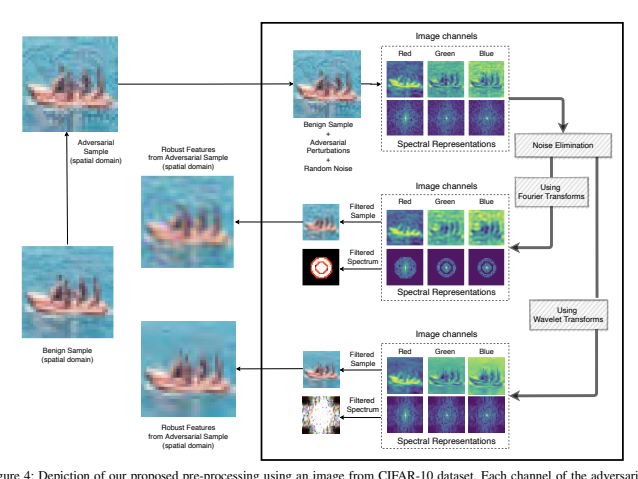 Image channels
Red Green Blue
Spectral Representations
Adversarial
Sample
(spatial domain)
Benign Sample
+
Adversarial
Perturbations
+
Random Noise
Noise Elimination
Robust Features
from Adversarial Sample
(spatial domain)
Using
Fourier Transforms
Image channels
Red Green Blue
Filtered
Sample
Filtered
Spectrum
Spectral Representations
Benign Sample
(spatial domain)
Using
Wavelet Transforms
Image channels
Red Green Blue
Filtered
Sample
Filtered
Spectrum
Spectral Representations
Robust Features
from Adversarial Sample
(spatial domain)
gure 4: Depiction of our proposed pre-processing using an image from CIFAR-10 dataset. Each channel of the adversari